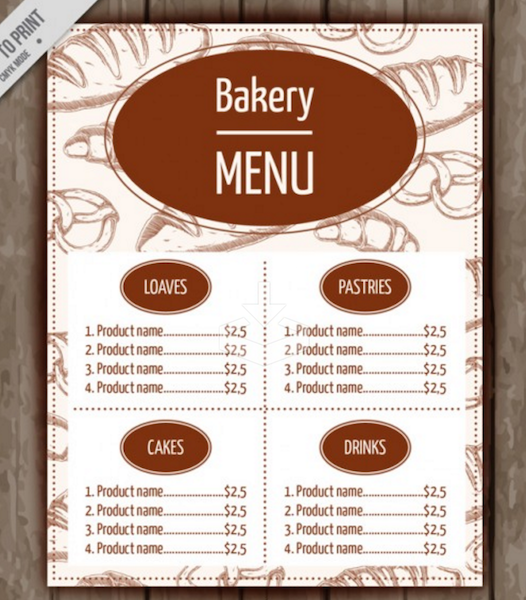 TO PRINT
CMYK MODE
Bakery
MENU
LOAVES
1. Product name....................$2,5
2. Product name....................$2,5
3. Product name....................$2,5
4. Product name....................$2,5
PASTRIES
1. Product name....................$2,5
2. Product name....................$2,5
3. Product name....................$2,5
4. Product name....................$2,5
CAKES
1. Product name....................$2,5
2. Product name....................$2,5
3. Product name....................$2,5
4. Product name....................$2,5
DRINKS
1. Product name....................$2,5
2. Product name....................$2,5
3. Product name....................$2,5
4. Product name....................$2,5